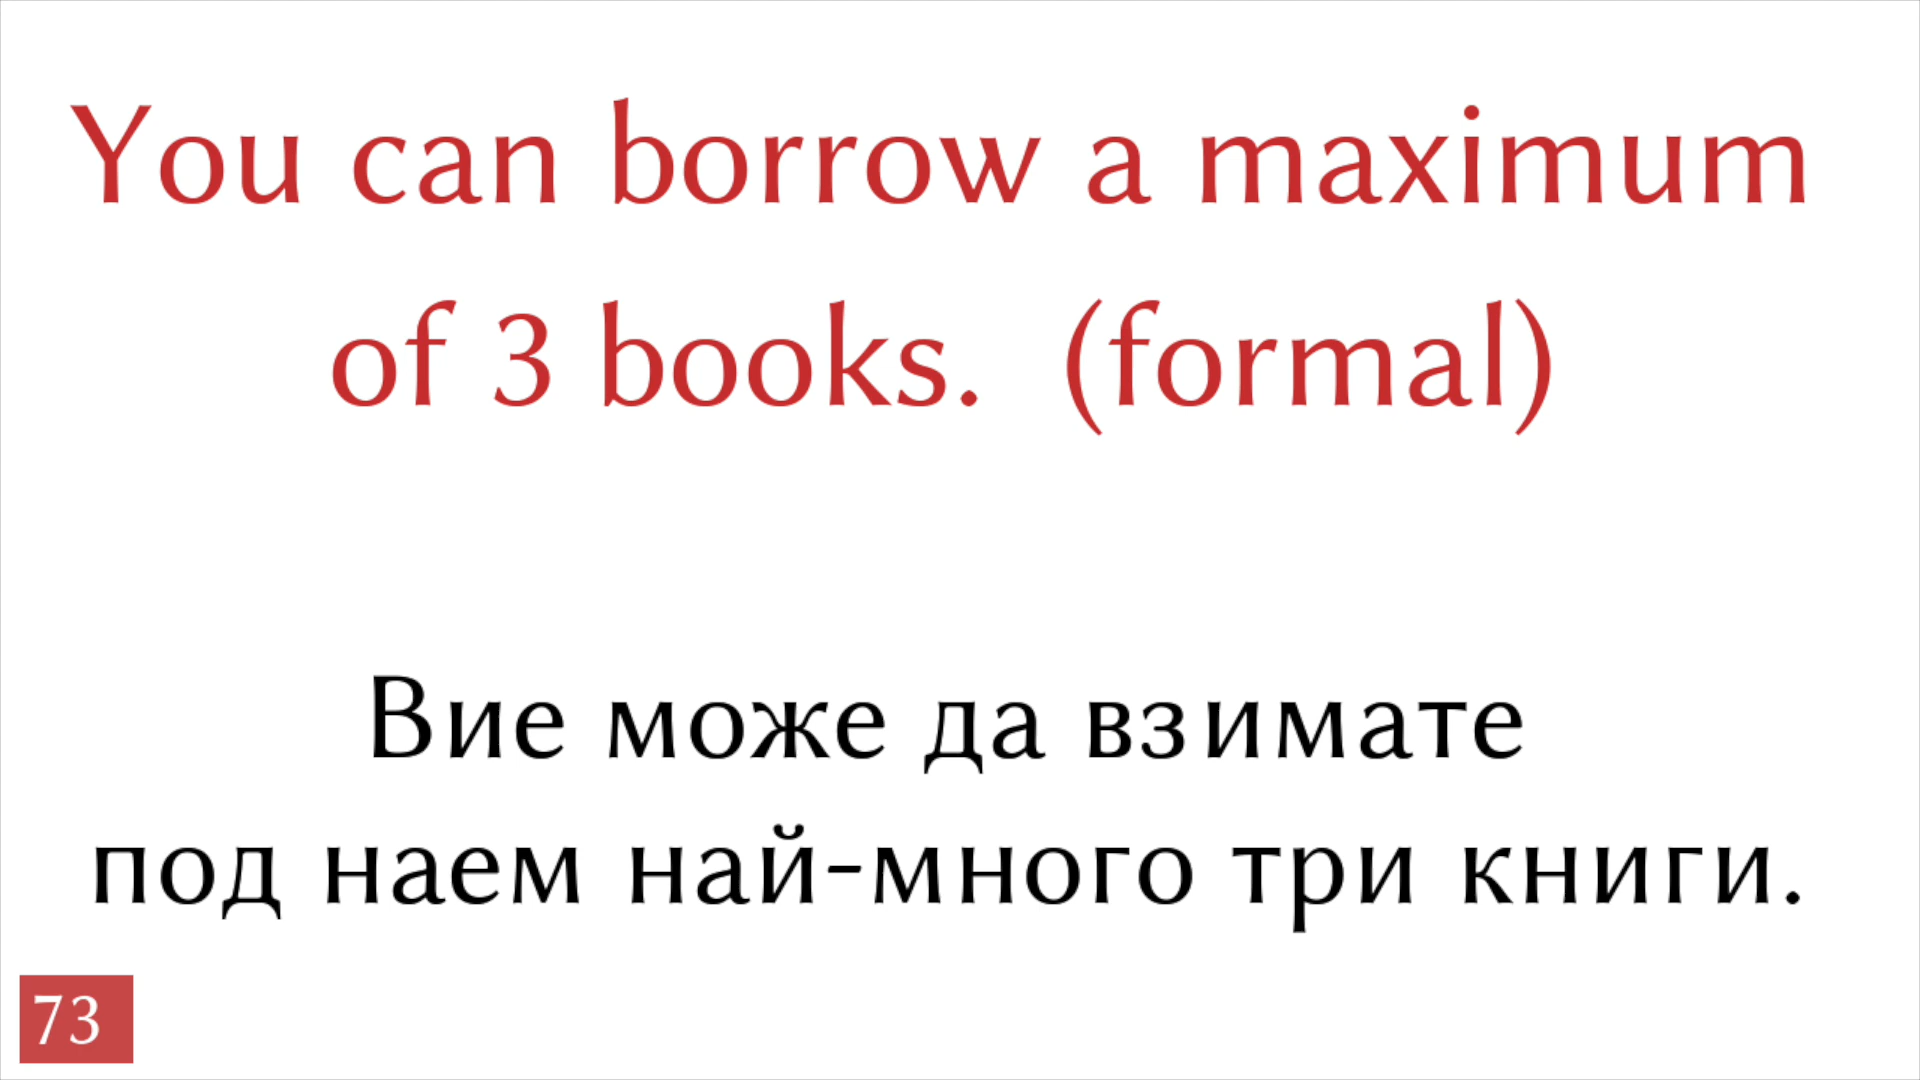 You can borrow a maximum
of 3 books. (formal)
Вие може да взимате
под наем най-много три книги.
73